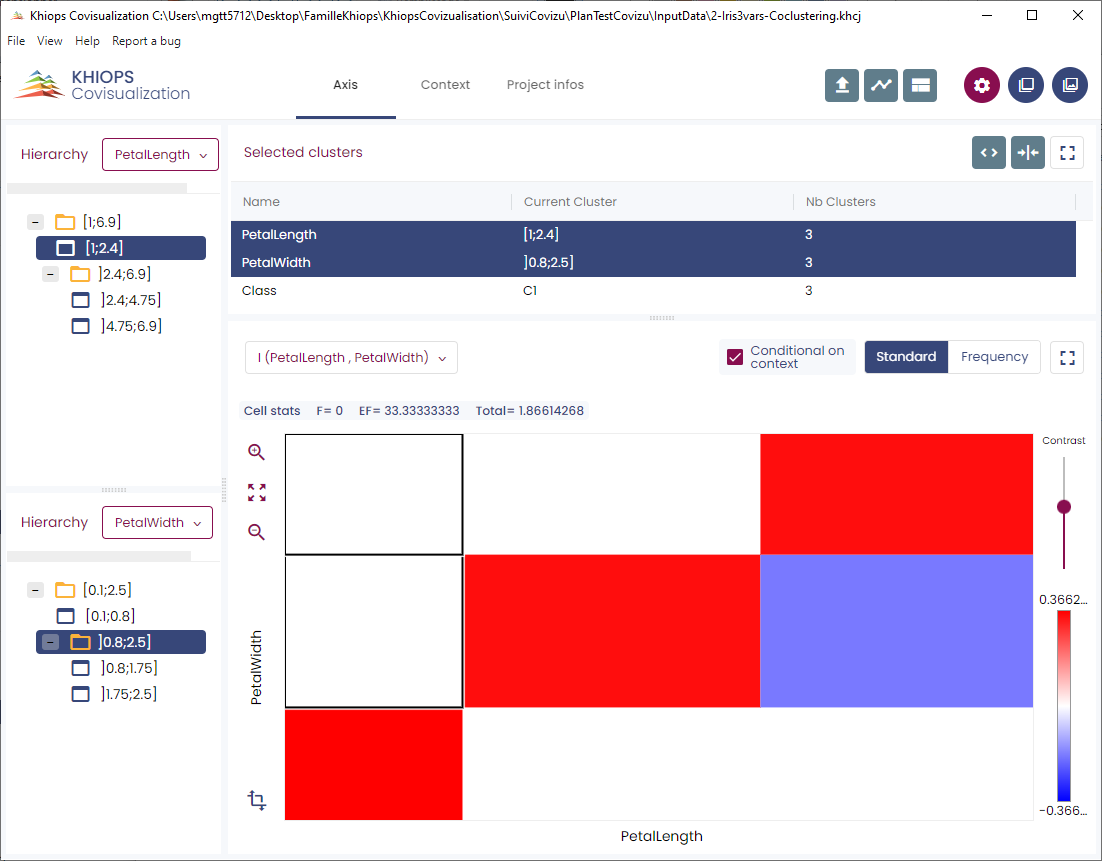 Khiops Covisualization C:\Users\mgtt5712\Desktop\FamilleKhiops\KhiopsCovizualisation\SuiviCovizu\PlanTestCovizu\InputData\2-Iris3vars-Coclustering.khcj
File View Help Report a bug
KHIOPS
Covisualization
Axis Context Project infos
Hierarchy PetalLength
[1;6.9]
[1;2.4]
]2.4;6.9]
]2.4;4.75]
]4.75;6.9]
Hierarchy PetalWidth
[0.1;2.5]
[0.1;0.8]
]0.8;2.5]
]0.8;1.75]
]1.75;2.5]
Selected clusters
Name Current Cluster Nb Clusters
PetalLength [1;2.4] 3
PetalWidth ]0.8;2.5] 3
Class C1 3
I (PetalLength , PetalWidth)
Conditional on
context
Standard Frequency
Cell stats F= 0 EF= 33.33333333 Total= 1.86614268
Contrast
0.3662...
-0.366...
PetalWidth
PetalLength